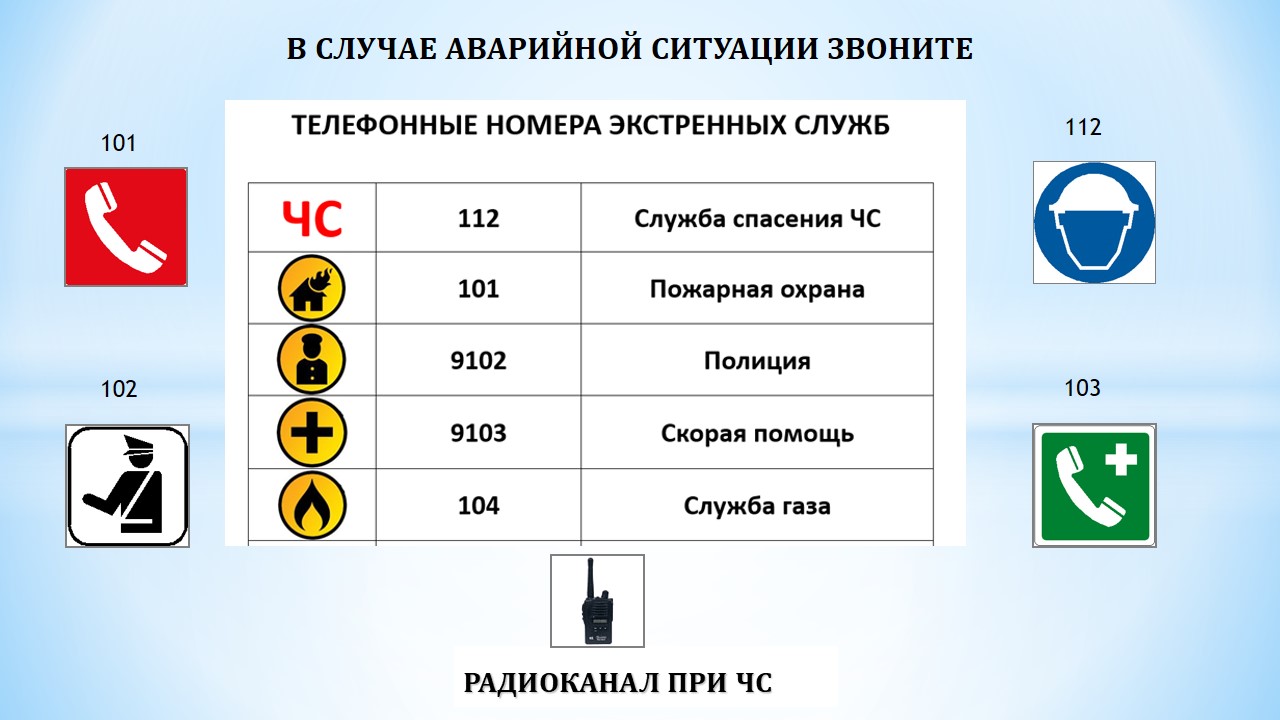 В СЛУЧАЕ АВАРИЙНОЙ СИТУАЦИИ ЗВОНИТЕ
ТЕЛЕФОННЫЕ НОМЕРА ЭКСТРЕННЫХ СЛУЖБ
101
112
ЧС 112 Служба спасения ЧС
101 Пожарная охрана
9102 Полиция
102
103
9103 Скорая помощь
104 Служба газа
РАДИОКАНАЛ ПРИ ЧС